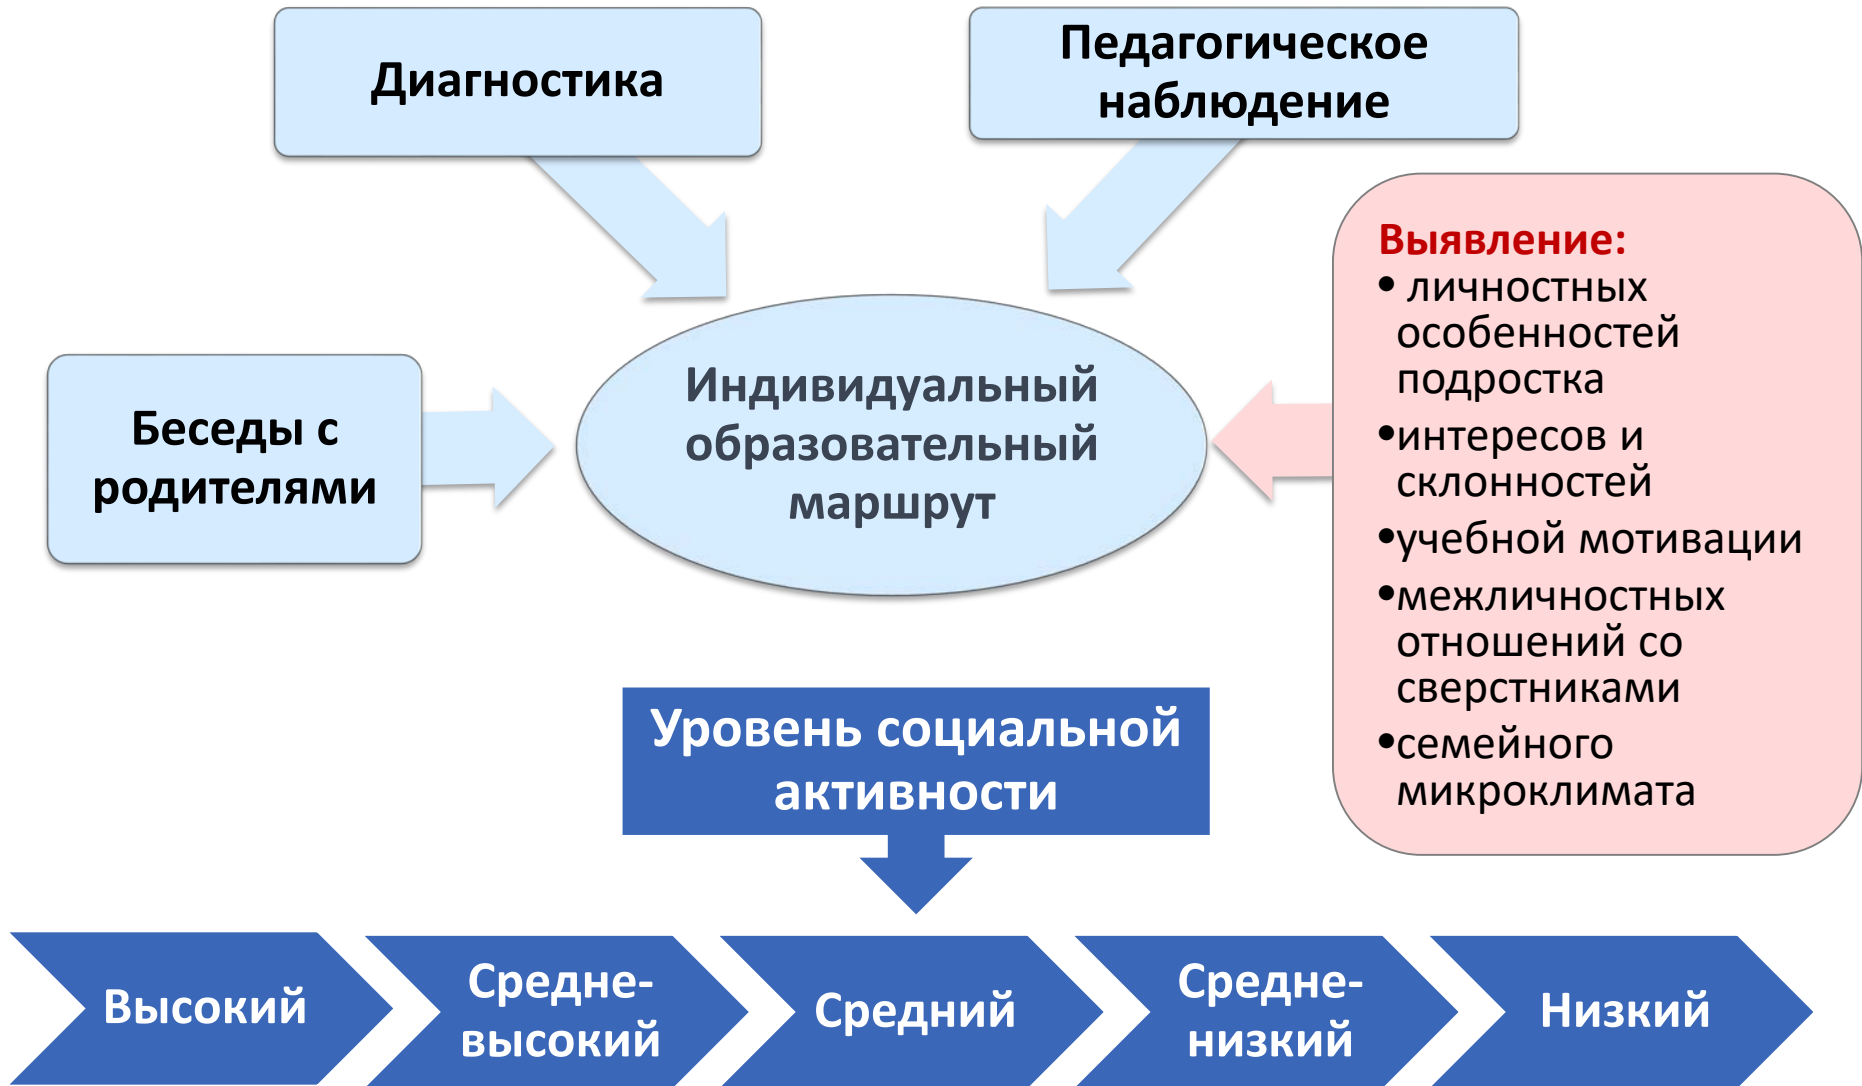 Диагностика
Педагогическое
наблюдение
Беседы с
родителями
Индивидуальный
образовательный
маршрут
Выявление:
• личностных
особенностей
подростка
•интересов и
склонностей
•учебной мотивации
•межличностных
отношений со
сверстниками
•семейного
микроклимата
Уровень социальной
активности
Высокий
Средне-
высокий
Средний
Средне-
низкий
Низкий